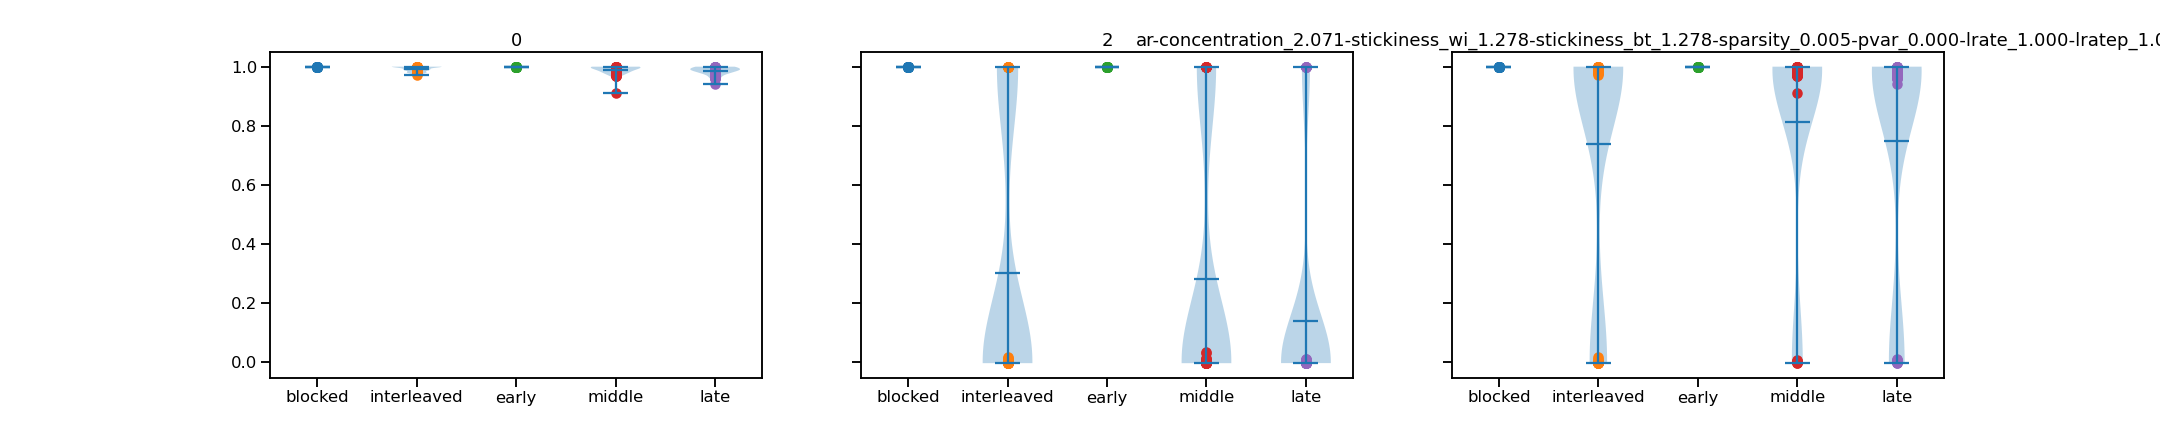 0
2
ar-concentration_2.071-stickiness_wi_1.278-stickiness_bt_1.278-sparsity_0.005-pvar_0.000-lrate_1.000-lratep_1.0
1.0
0.8
0.6
0.4
0.2
0.0
blocked interleaved early middle late
blocked interleaved early middle late
blocked interleaved early middle late